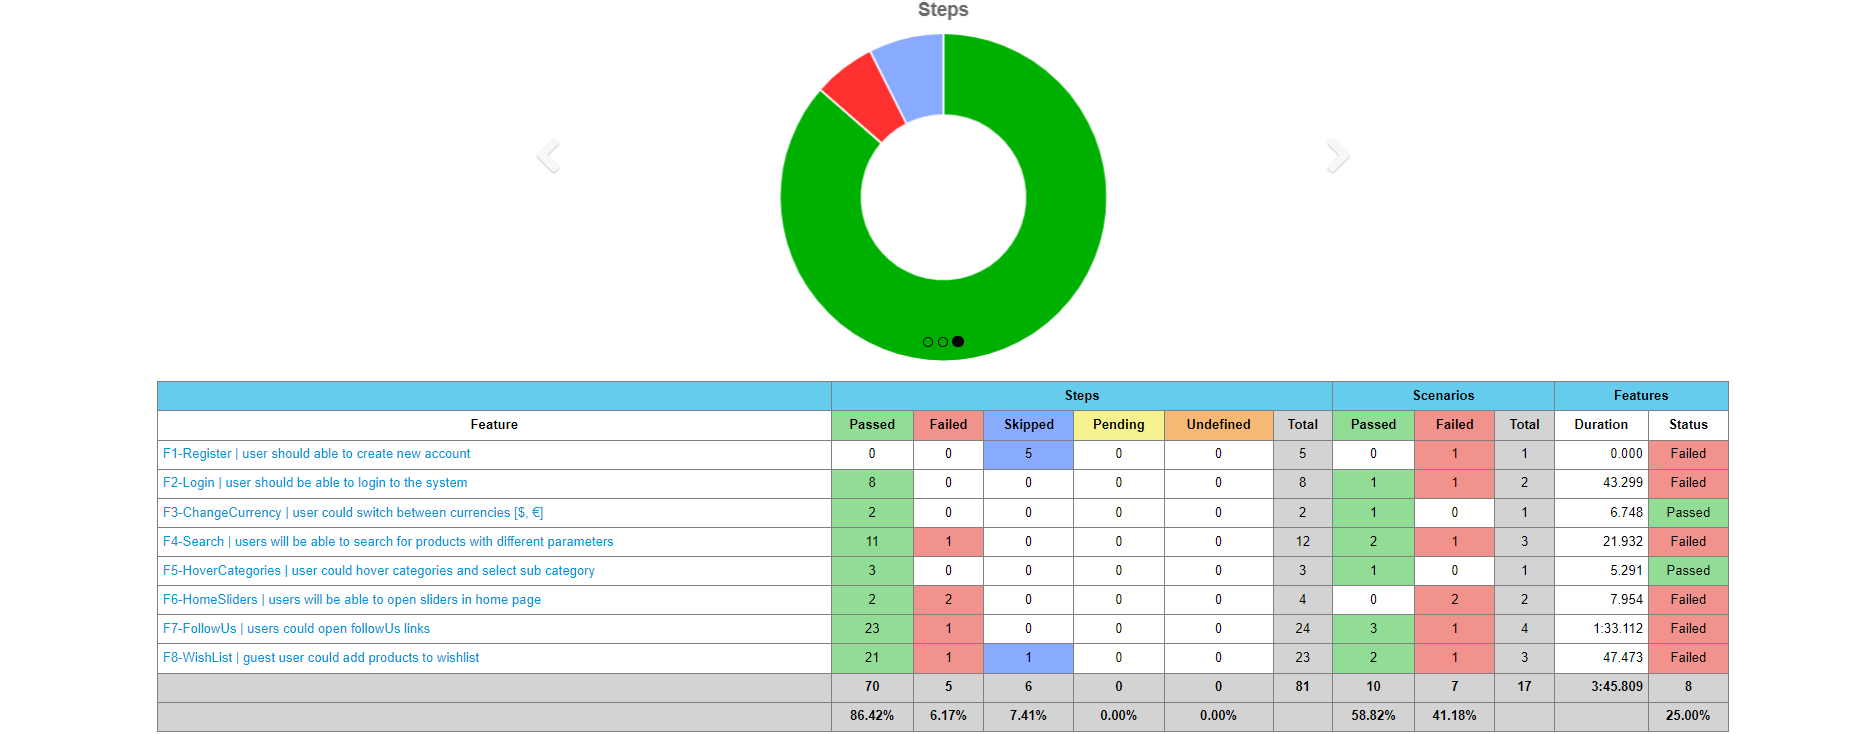 Steps
Steps Scenarios Features
Feature Passed Failed Skipped Pending Undefined Total Passed Failed Total Duration Status
F1-Register | user should able to create new account 0 0 5 0 0 5 0 1 1 0.000 Failed
F2-Login | user should be able to login to the system 8 0 0 0 0 8 1 1 2 43.299 Failed
F3-ChangeCurrency | user could switch between currencies [$, €] 2 0 0 0 0 2 1 0 1 6.748 Passed
F4-Search | users will be able to search for products with different parameters 11 1 0 0 0 12 2 1 3 21.932 Failed
F5-HoverCategories | user could hover categories and select sub category 3 0 0 0 0 3 1 0 1 5.291 Passed
F6-HomeSliders | users will be able to open sliders in home page 2 2 0 0 0 4 0 2 2 7.954 Failed
F7-FollowUs | users could open followUs links 23 1 0 0 0 24 3 1 4 1:33.112 Failed
F8-WishList | guest user could add products to wishlist 21 1 1 0 0 23 2 1 3 47.473 Failed
70 5 6 0 0 81 10 7 17 3:45.809 8
86.42% 6.17% 7.41% 0.00% 0.00% 58.82% 41.18% 25.00%